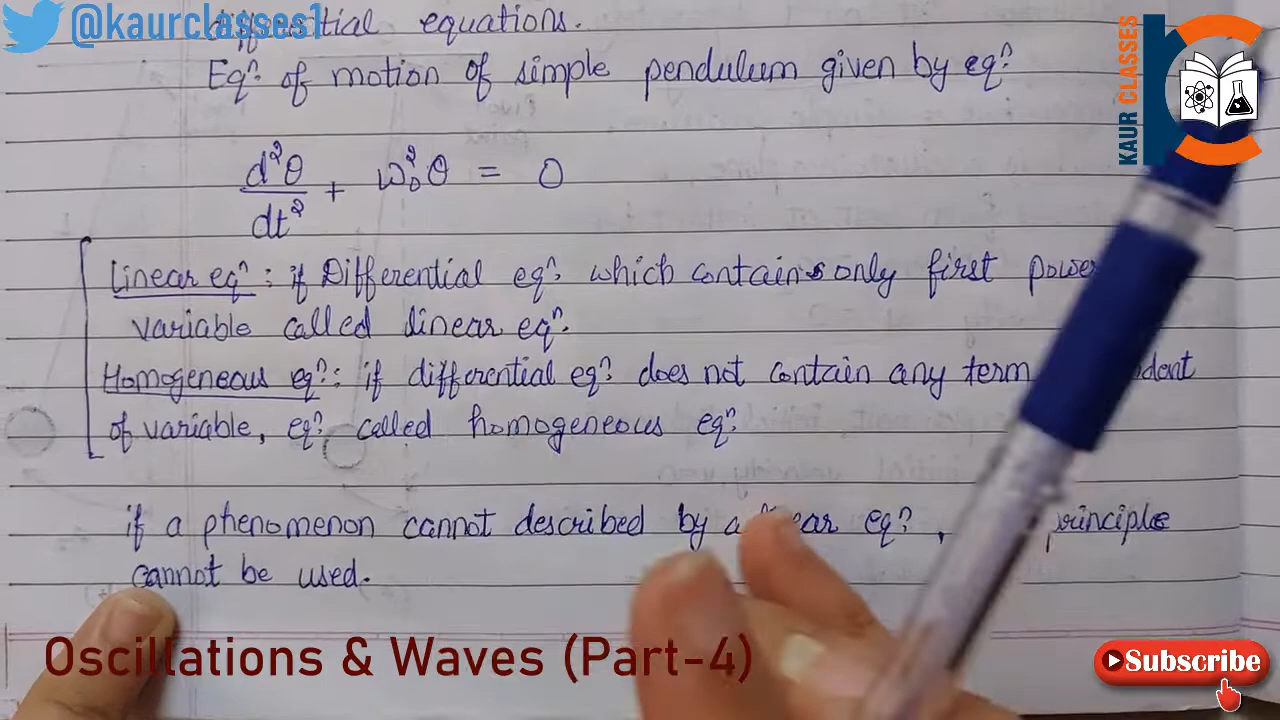 @kaurclasses1
differential equations.
Eqⁿ. of motion of simple pendulum given by eqⁿ.
d²θ/dt² + ω₀²θ = 0
Linear eqⁿ: if Differential eqⁿ. which contains only first power
variable called linear eqⁿ.
Homogeneous eqⁿ: if differential eqⁿ. does not contain any term
of variable, eqⁿ. called homogeneous eqⁿ.
if a phenomenon cannot described by a linear eqⁿ, principle
cannot be used.
Oscillations & Waves (Part-4)
KAUR CLASSES
Subscribe